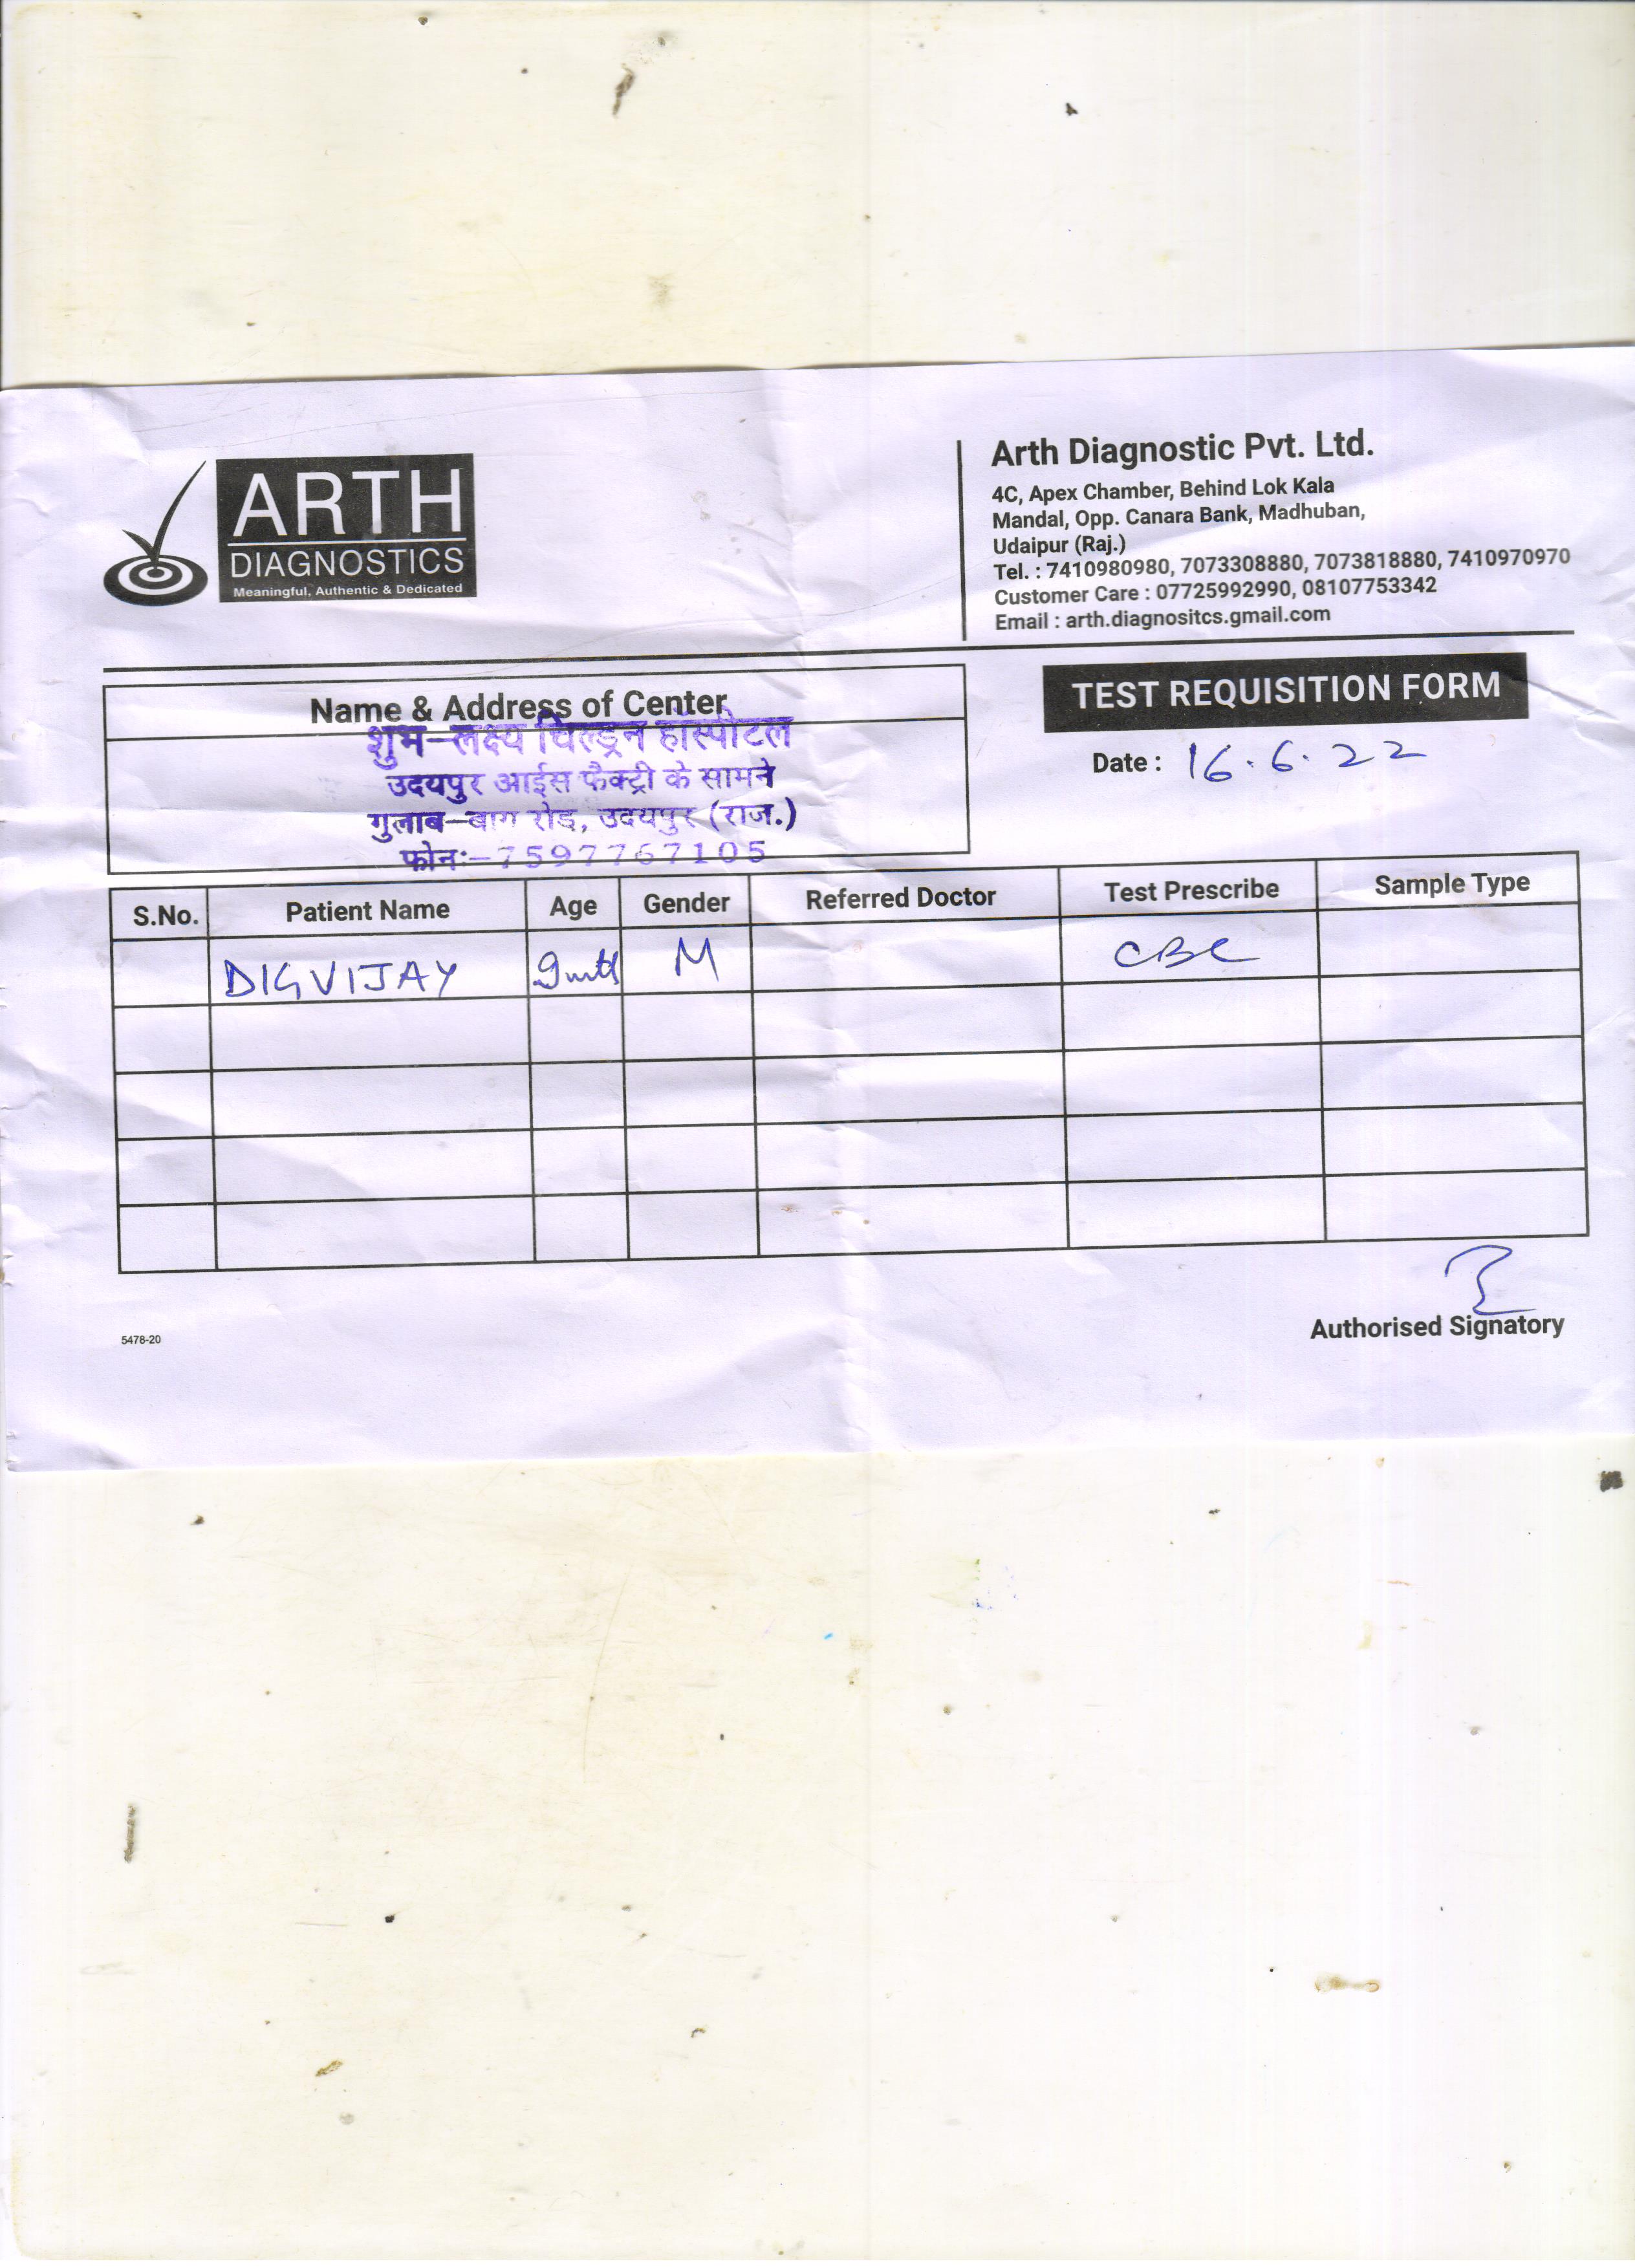 ARTH
DIAGNOSTICS
Meaningful, Authentic & Dedicated
Arth Diagnostic Pvt. Ltd.
4C, Apex Chamber, Behind Lok Kala
Mandal, Opp. Canara Bank, Madhuban,
Udaipur (Raj.)
Tel. : 7410980980, 7073308880, 7073818880, 7410970970
Customer Care : 07725992990, 08107753342
Email : arth.diagnositcs.gmail.com
Name & Address of Center
शुभ-लक्ष्य चिल्ड्रन हॉस्पीटल
उदयपुर आईस फैक्ट्री के सामने
गुलाब-बाग रोड, उदयपुर (राज.)
फोनः-7597767105
TEST REQUISITION FORM
Date : 16.6.22
S.No. Patient Name Age Gender Referred Doctor Test Prescribe Sample Type
DIGVIJAY M CBC
Authorised Signatory
5478-20